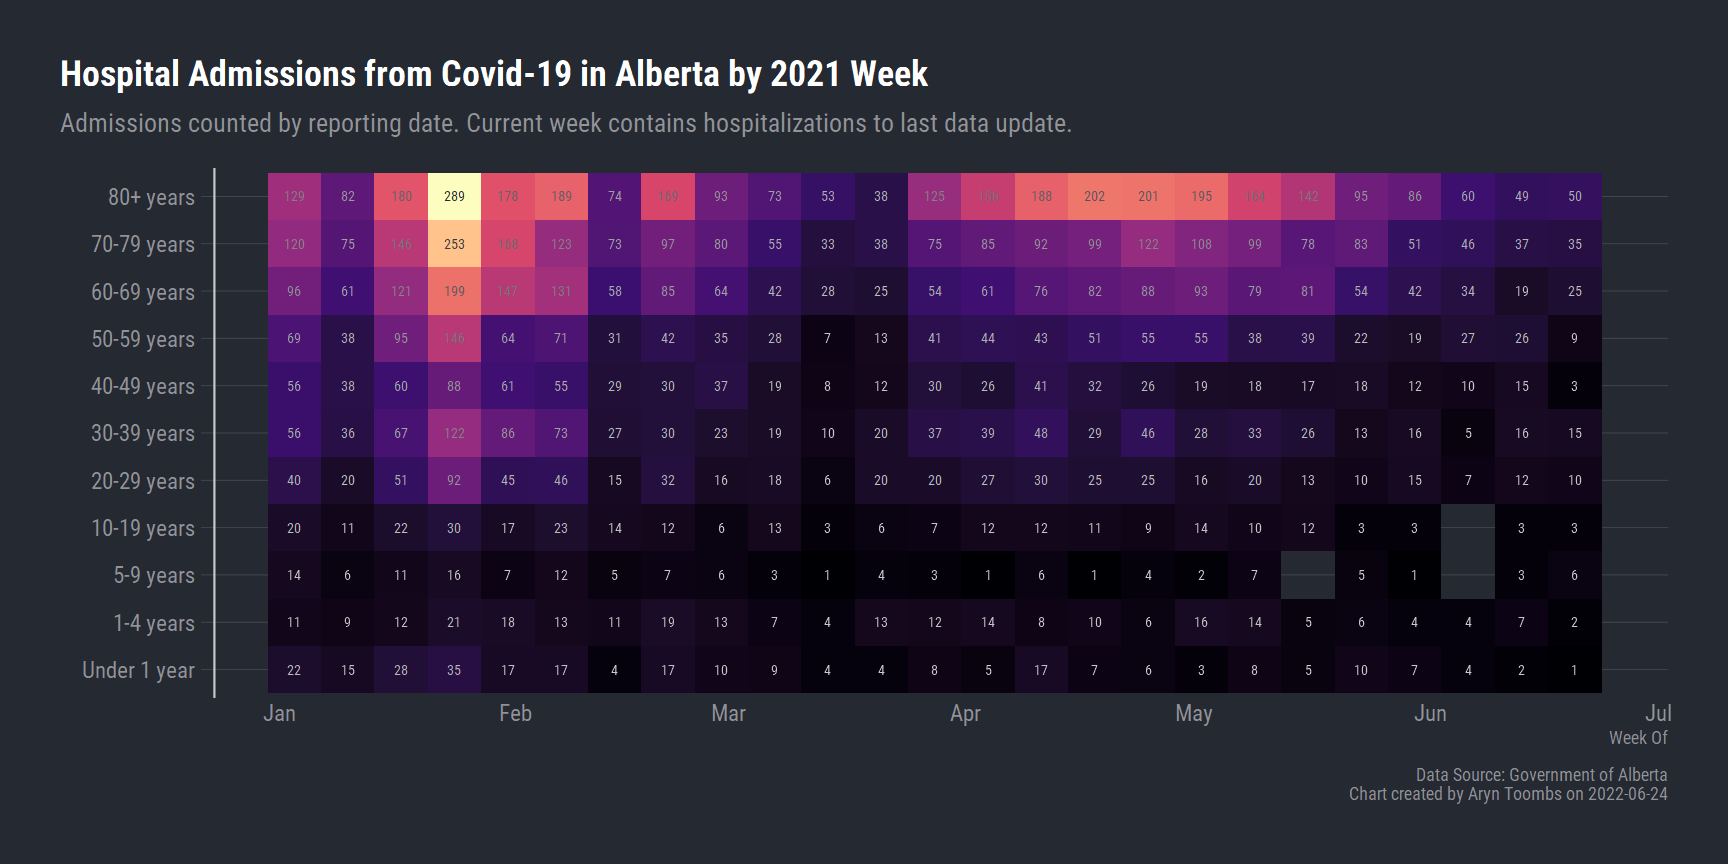 Hospital Admissions from Covid-19 in Alberta by 2021 Week
Admissions counted by reporting date. Current week contains hospitalizations to last data update.
80+ years 129 82 180 289 178 189 74 169 93 73 53 38 125 188 202 201 195 164 142 95 86 60 49 50
70-79 years 120 75 146 253 168 123 73 97 80 55 33 38 75 85 92 99 122 108 99 78 83 51 46 37 35
60-69 years 96 61 121 199 147 131 58 85 64 42 28 25 54 61 76 82 88 93 79 81 54 42 34 19 25
50-59 years 69 38 95 146 64 71 31 42 35 28 7 13 41 44 43 51 55 55 38 39 22 19 27 26 9
40-49 years 56 38 60 88 61 55 29 30 37 19 8 12 30 26 41 32 26 19 18 17 18 12 10 15 3
30-39 years 56 36 67 122 86 73 27 30 23 19 10 20 37 39 48 29 46 28 33 26 13 16 5 16 15
20-29 years 40 20 51 92 45 46 15 32 16 18 6 20 20 27 30 25 25 16 20 13 10 15 7 12 10
10-19 years 20 11 22 30 17 23 14 12 6 13 3 6 7 12 12 11 9 14 10 12 3 3 3 3
5-9 years 14 6 11 16 7 12 5 7 6 3 1 4 3 1 6 1 4 2 7 5 1 3 6
1-4 years 11 9 12 21 18 13 11 19 13 7 4 13 12 14 8 10 6 16 14 5 6 4 4 7 2
Under 1 year 22 15 28 35 17 17 4 17 10 9 4 4 8 5 17 7 6 3 8 5 10 7 4 2 1
Jan Feb Mar Apr May Jun Jul
Week Of
Data Source: Government of Alberta
Chart created by Aryn Toombs on 2022-06-24